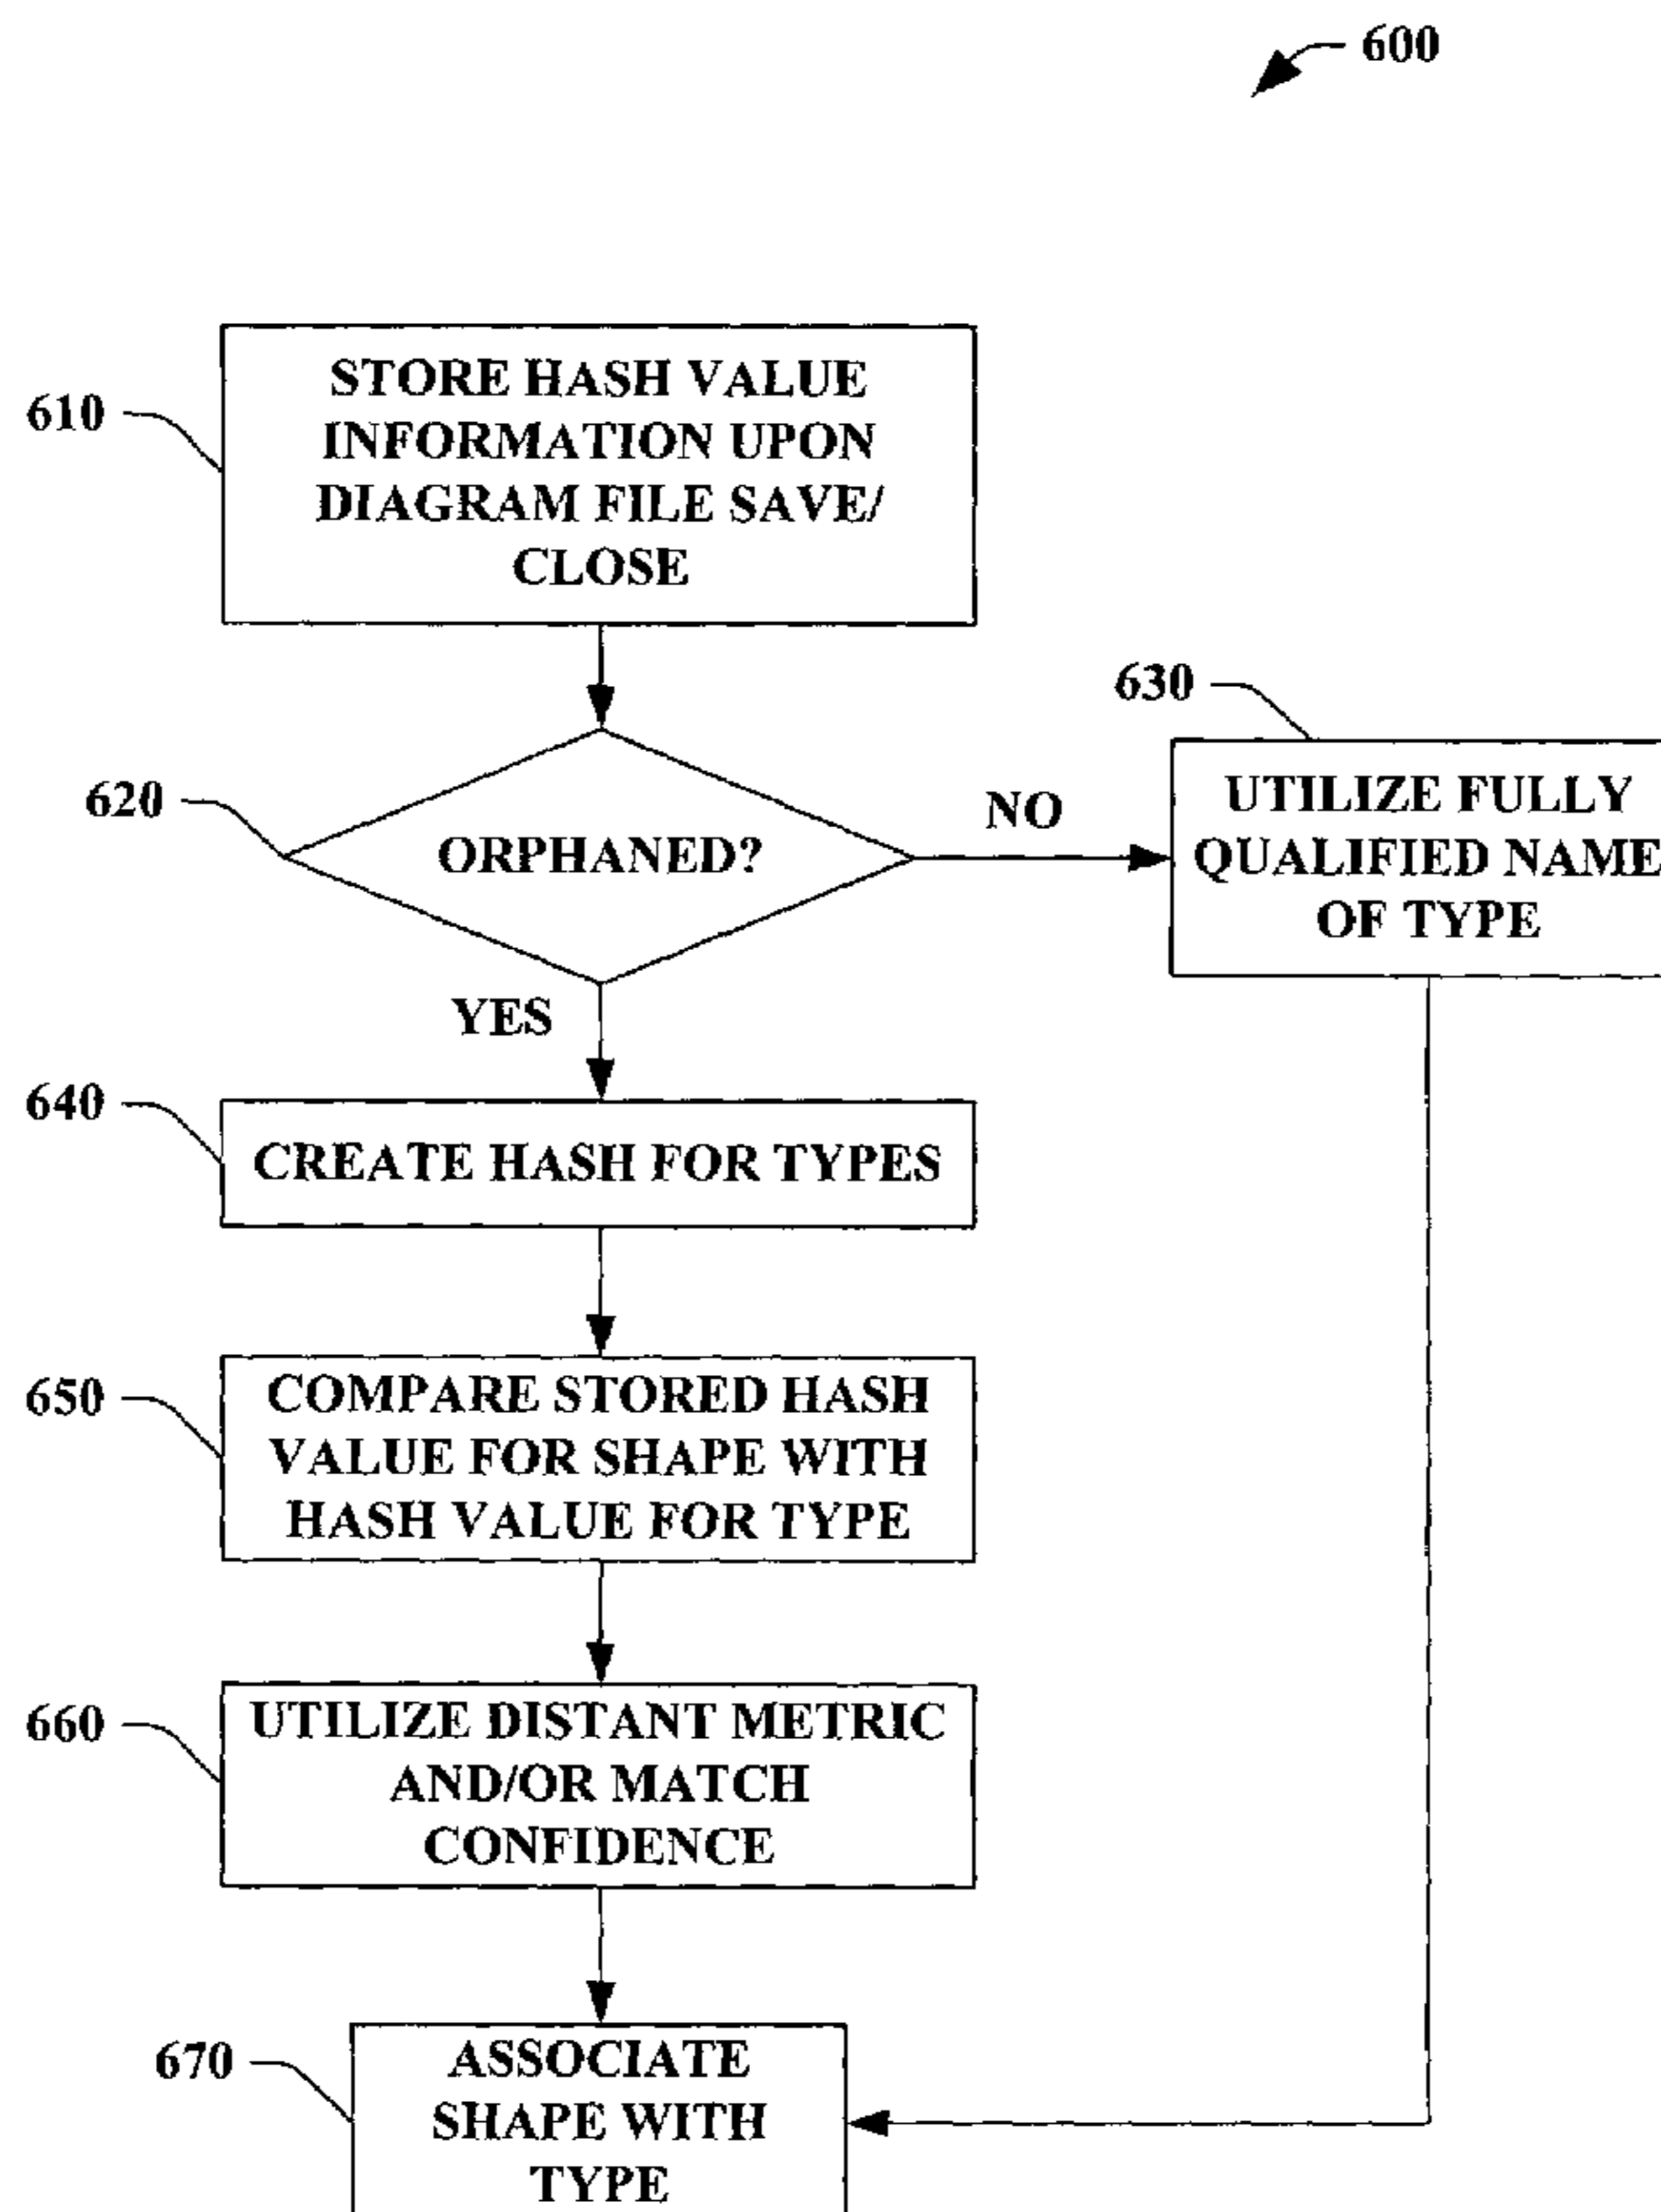 600
610
STORE HASH VALUE
INFORMATION UPON
DIAGRAM FILE SAVE/
CLOSE
620
ORPHANED?
NO
630
UTILIZE FULLY
QUALIFIED NAME
OF TYPE
YES
640
CREATE HASH FOR TYPES
650
COMPARE STORED HASH
VALUE FOR SHAPE WITH
HASH VALUE FOR TYPE
660
UTILIZE DISTANT METRIC
AND/OR MATCH
CONFIDENCE
670
ASSOCIATE
SHAPE WITH
TYPE